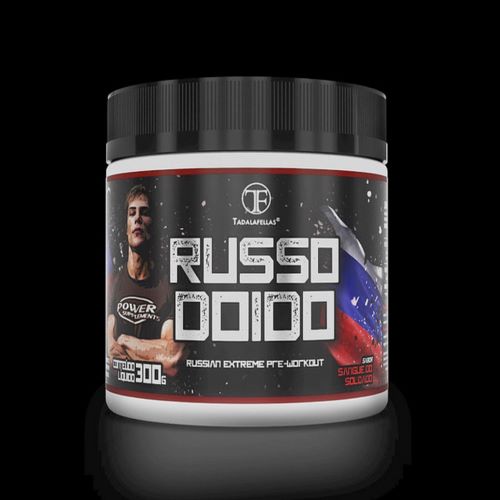 TF
TADALAFELLAS®
RUSSO
DOIDO
RUSSIAN EXTREME PRE-WORKOUT
POWER
SUPPLEMENTS
CONTEÚDO
LÍQUIDO 300G
SABOR
SANGUE DO
SOLDADO